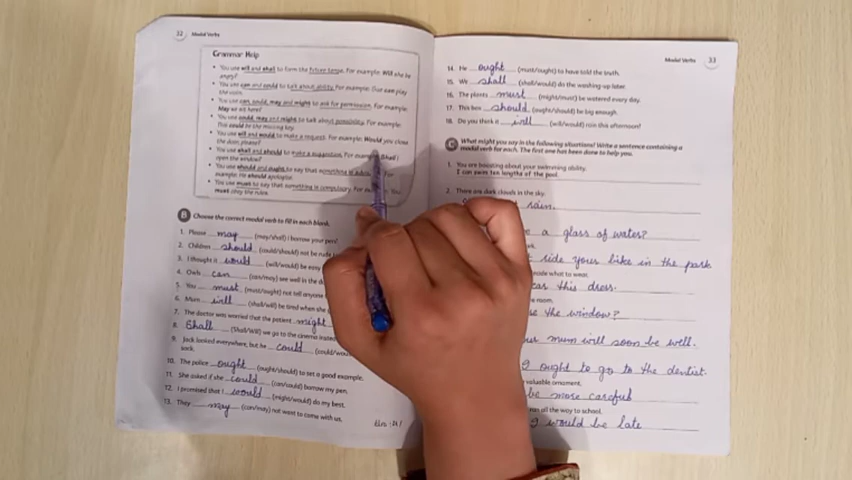 32 Modal Verbs
Grammar Help
• You use will and shall to form the future tense. For example: Will she be
angry?
• You use can and could to talk about ability. For example: Dan can play
• You use can, could, may and might to ask for permission. For example:
May we sit here?
• You use could, may and might to talk about possibility. For example:
This could be the missing key.
• You use will and would to make a request. For example: Would you close
the door, please?
• You use shall and should to make a suggestion. For example: Shall I
open the window?
• You use should and ought to say that something is For
example: He should apologise.
• You use must to say that something is compulsory. For You
must obey the rules.
B Choose the correct modal verb to fill in each blank.
1. Please may (may/shall) I borrow your pen?
2. Children should (could/should) not be rude
3. I thought it would (will/would) be easy
4. Owls can (can/may) see well in the
5. You must (must/ought) not tell anyone
6. Mum will (shall/will) be tired when she
7. The doctor was worried that the patient might
8. Shall (Shall/Will) we go to the cinema instead
9. Jack looked everywhere, but he could
sock.
10. The police ought (ought/should) to set a good example.
11. She asked if she could (can/could) borrow my pen.
12. I promised that I would (might/would) do my best.
13. They may (can/may) not want to come with us.
Modal Verbs 33
14. He ought (must/ought) to have told the truth.
15. We shall (shall/would) do the washing up later.
16. The plants must (might/must) be watered every day.
17. This box should (ought/should) be big enough.
18. Do you think it will (will/would) rain this afternoon?
C What might you say in the following situations? Write a sentence containing a
modal verb for each. The first one has been done to help you.
1. You are boasting about your swimming ability.
I can swim ten lengths of the pool.
2. There are dark clouds in the sky.
rain.
a glass of water?
ride your bike in the park
what to wear.
this dress.
room.
the window?
mum will soon be well.
I ought to go to the dentist.
valuable ornament.
be more careful
ran all the way to school.
I would be late